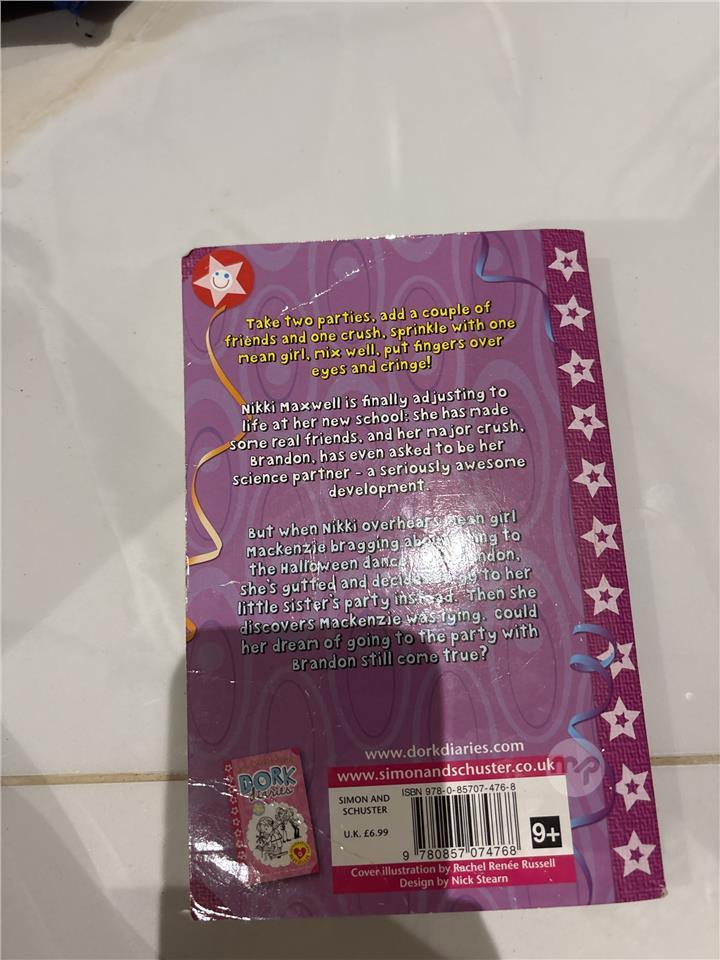 Take two parties, add a couple of
friends and one crush, sprinkle with one
mean girl, mix well, put fingers over
eyes and cringe!
Nikki Maxwell is finally adjusting to
life at her new school: she has made
some real friends, and her major crush,
Brandon, has even asked to be her
science partner - a seriously awesome
development.
But when Nikki overhears mean girl
Mackenzie bragging about going to
the Halloween dance
she's gutted and to her
little sister's party instead. Then she
discovers Mackenzie was lying. Could
her dream of going to the party with
Brandon still come true?
www.dorkdiaries.com
www.simonandschuster.co.uk
SIMON AND
SCHUSTER
U.K. £6.99
ISBN 978-0-85707-476-8
9 780857 074768
9+
Cover illustration by Rachel Renée Russell
Design by Nick Stearn
DORK
diaries